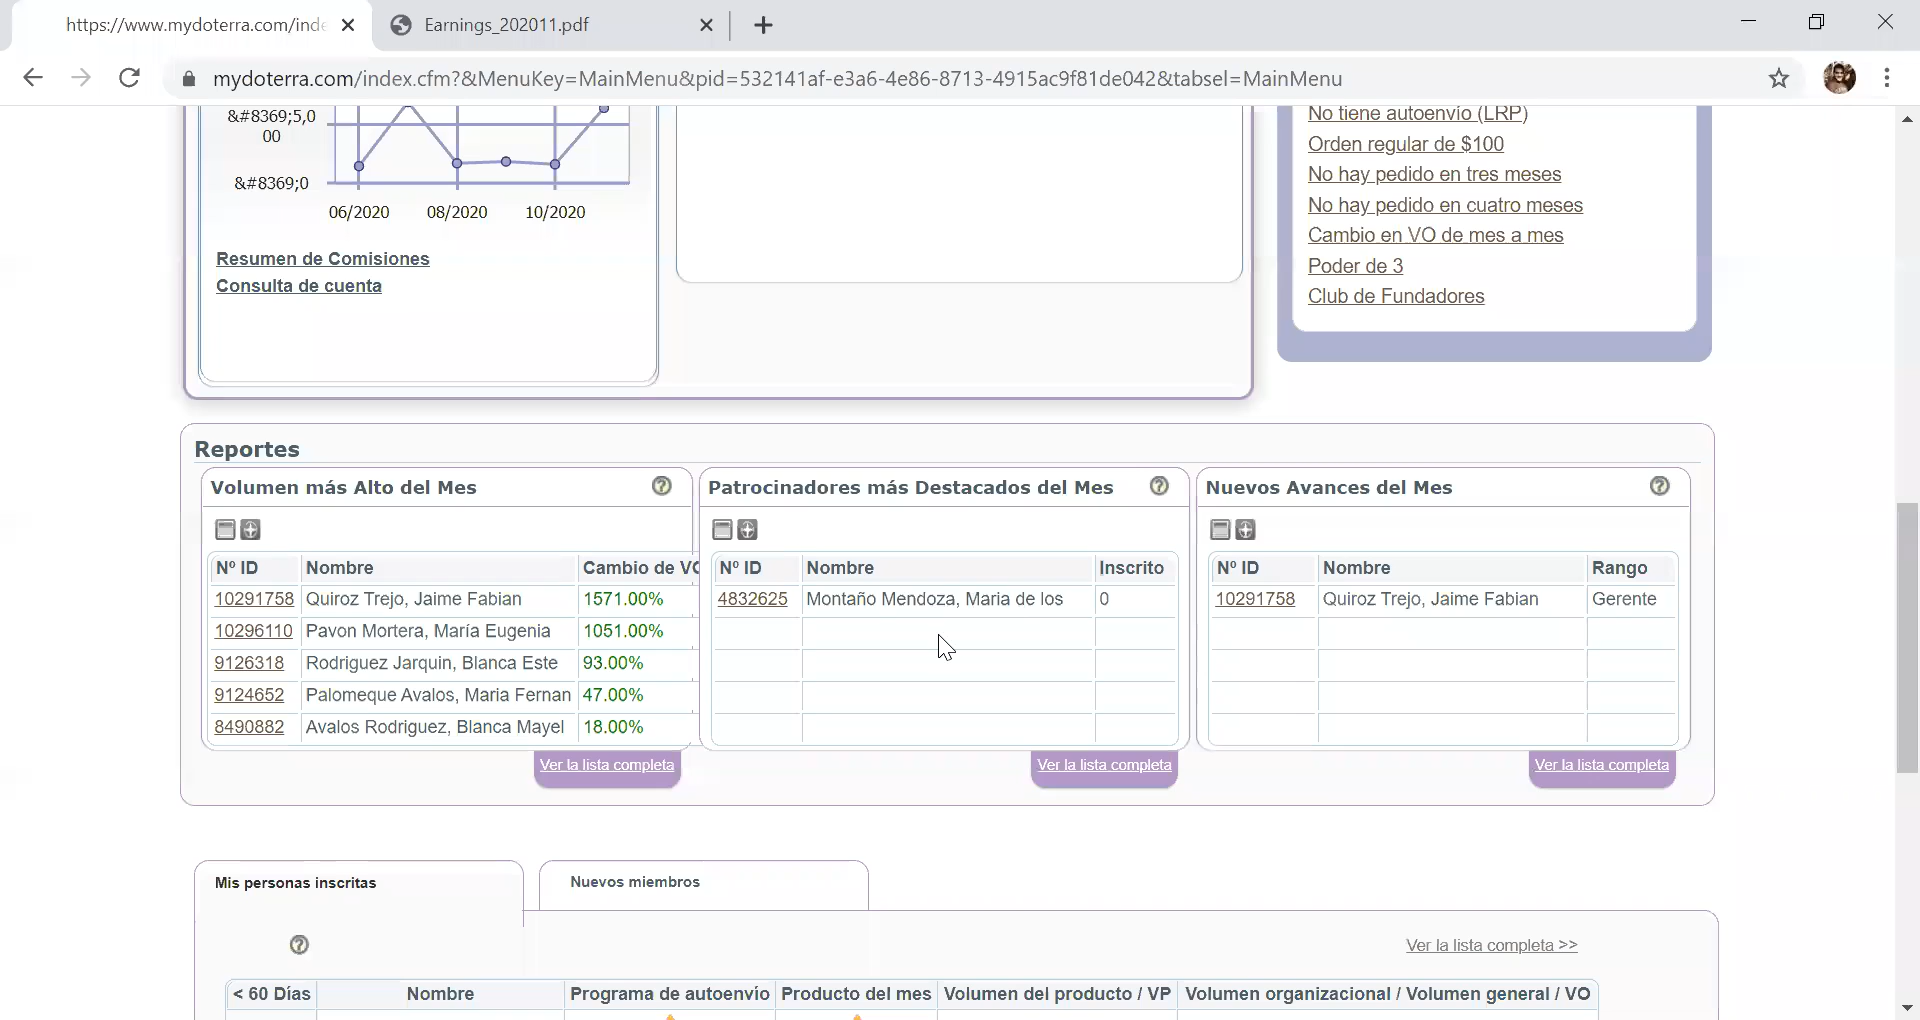 https://www.mydoterra.com/inde
Earnings_202011.pdf
mydoterra.com/index.cfm?&MenuKey=MainMenu&pid=532141af-e3a6-4e86-8713-4915ac9f81de042&tabsel=MainMenu
&#8369;5,0
00
&#8369;0
06/2020 08/2020 10/2020
Resumen de Comisiones
Consulta de cuenta
No tiene autoenvío (LRP)
Orden regular de $100
No hay pedido en tres meses
No hay pedido en cuatro meses
Cambio en VO de mes a mes
Poder de 3
Club de Fundadores
Reportes
Volumen más Alto del Mes
Nº ID Nombre Cambio de VO
10291758 Quiroz Trejo, Jaime Fabian 1571.00%
10296110 Pavon Mortera, María Eugenia 1051.00%
9126318 Rodriguez Jarquin, Blanca Este 93.00%
9124652 Palomeque Avalos, Maria Fernan 47.00%
8490882 Avalos Rodriguez, Blanca Mayel 18.00%
Ver la lista completa
Patrocinadores más Destacados del Mes
Nº ID Nombre Inscrito
4832625 Montaño Mendoza, Maria de los 0
Ver la lista completa
Nuevos Avances del Mes
Nº ID Nombre Rango
10291758 Quiroz Trejo, Jaime Fabian Gerente
Ver la lista completa
Mis personas inscritas
Nuevos miembros
Ver la lista completa >>
< 60 Días Nombre Programa de autoenvío Producto del mes Volumen del producto / VP Volumen organizacional / Volumen general / VO